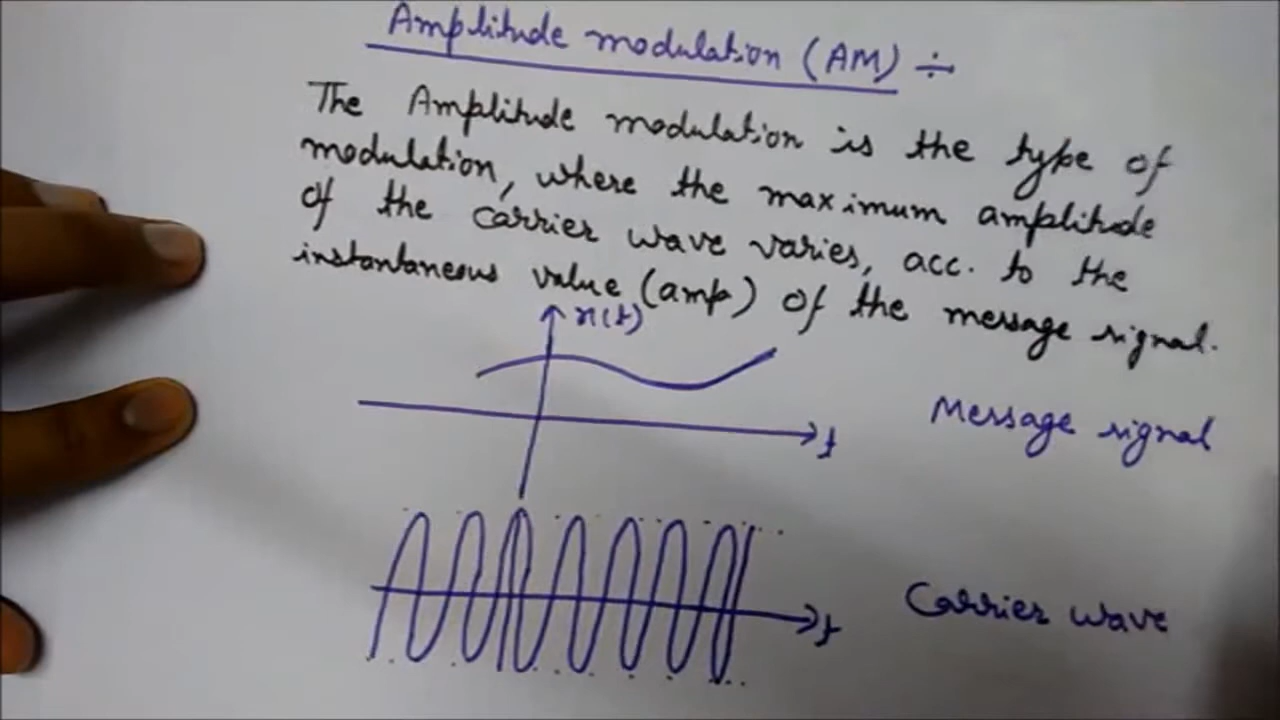 Amplitude modulation (AM) ÷
The Amplitude modulation is the type of
modulation, where the maximum amplitude
of the carrier wave varies, acc. to the
instantaneous value (amp) of the message signal.
x(t)
t
Message signal
t
Carrier wave